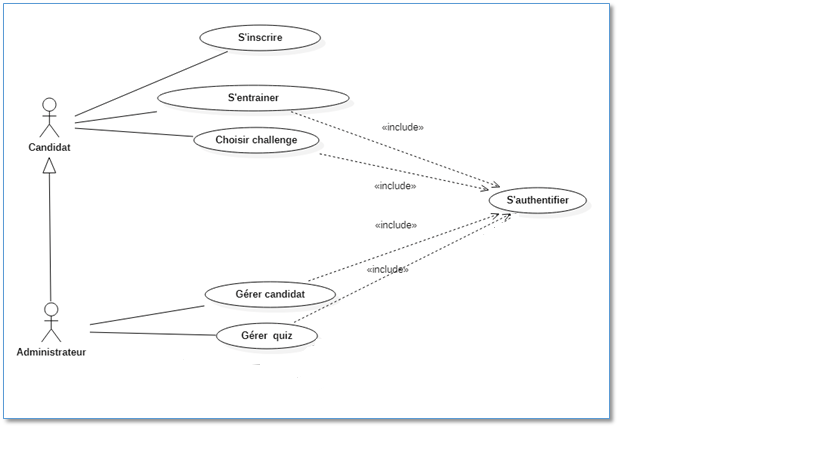 S'inscrire
S'entrainer
«include»
Choisir challenge
Candidat
«include»
S'authentifier
«include»
«include»
Gérer candidat
Gérer quiz
Administrateur